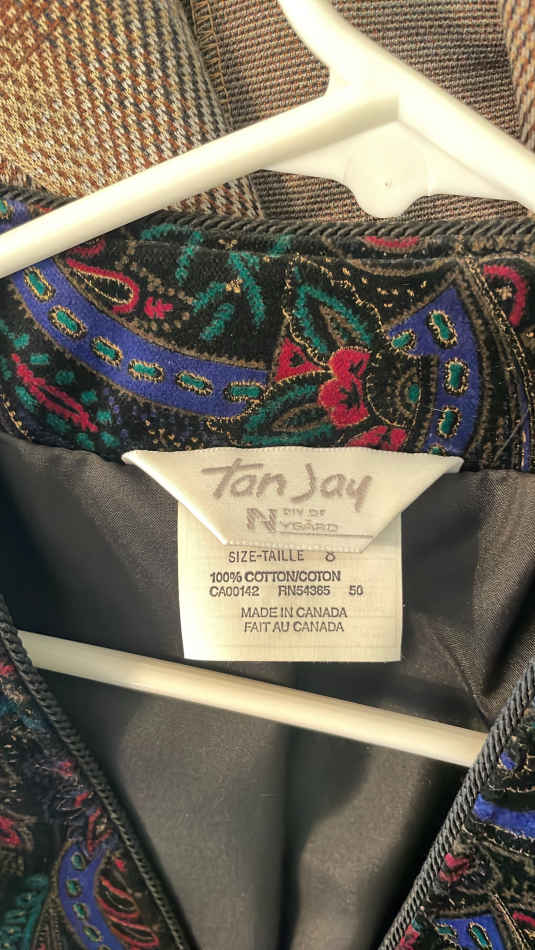 Tan Jay
N DIV OF
YGÅRD
SIZE-TAILLE 8
100% COTTON/COTON
CA00142 RN54365 50
MADE IN CANADA
FAIT AU CANADA